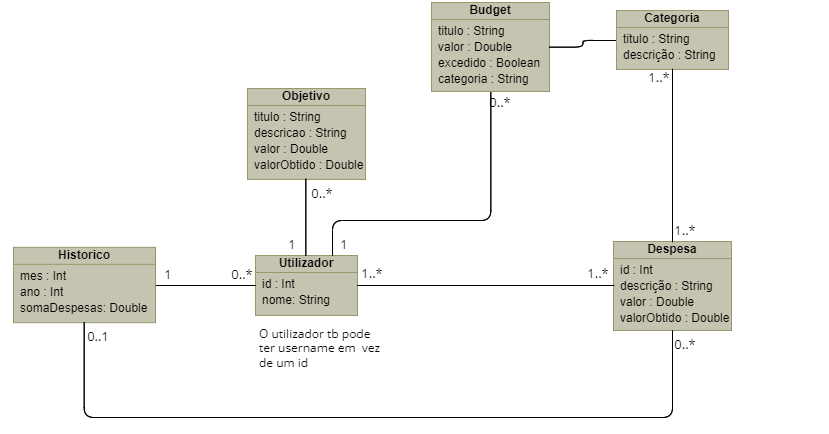 Budget
titulo : String
valor : Double
excedido : Boolean
categoria : String
0..*
Categoria
titulo : String
descrição : String
1..*
Objetivo
titulo : String
descricao : String
valor : Double
valorObtido : Double
0..*
1
1
Historico
mes : Int
ano : Int
somaDespesas: Double
1
0..*
0..1
Utilizador
id : Int
nome: String
1..*
1..*
O utilizador tb pode
ter username em vez
de um id
1..*
Despesa
id : Int
descrição : String
valor : Double
valorObtido : Double
0..*